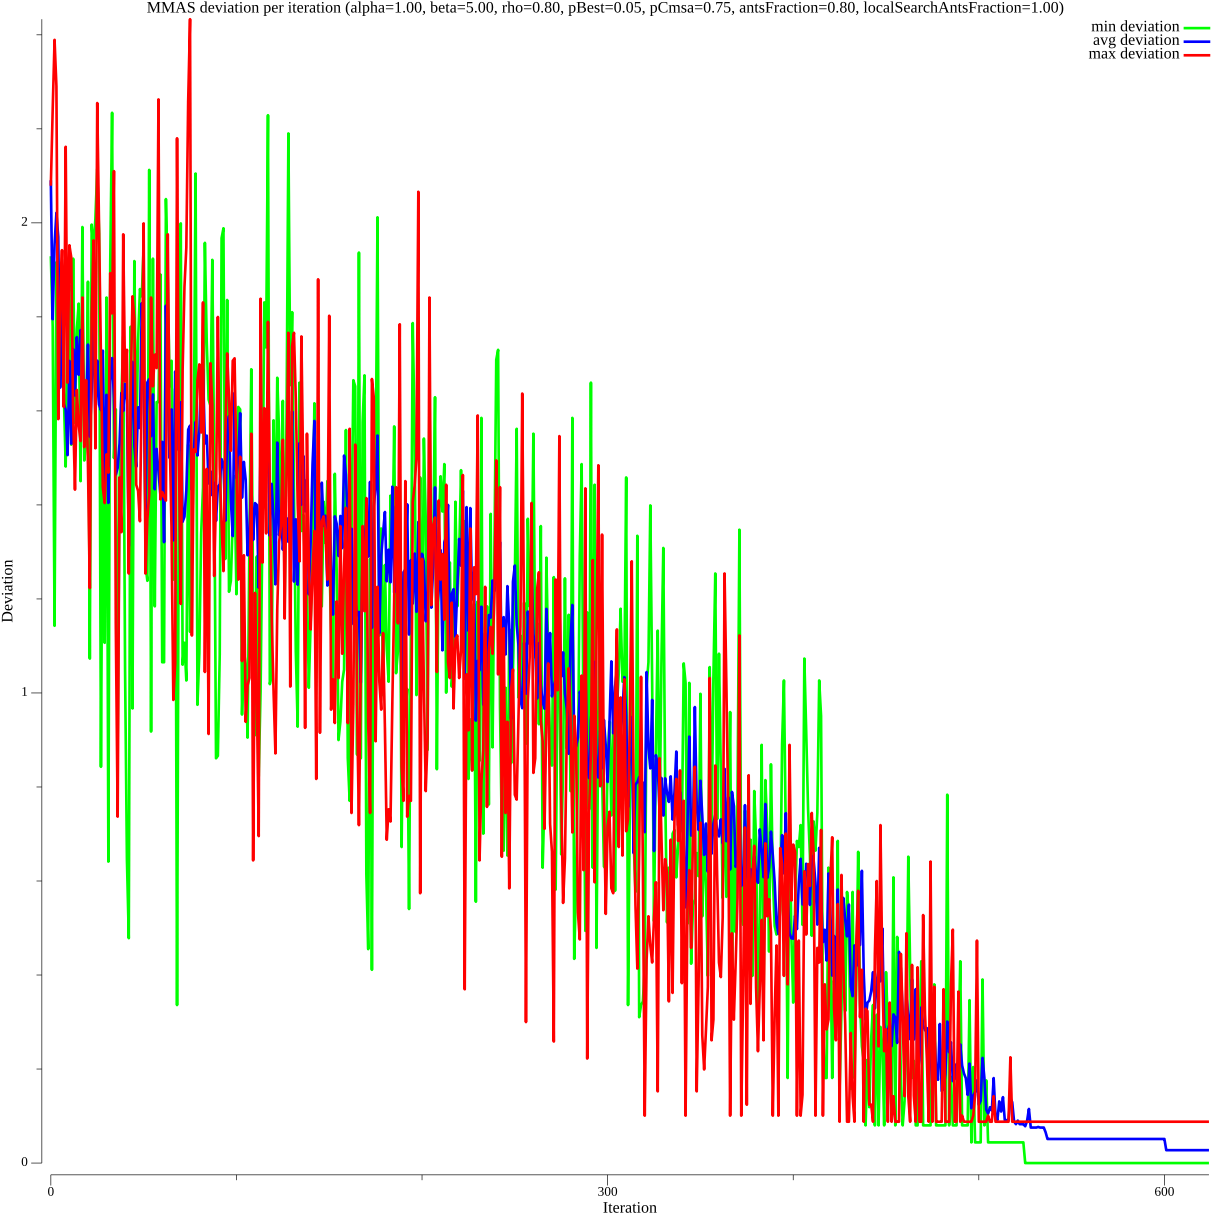 MMAS deviation per iteration (alpha=1.00, beta=5.00, rho=0.80, pBest=0.05, pCmsa=0.75, antsFraction=0.80, localSearchAntsFraction=1.00)
min deviation
avg deviation
max deviation
2
1
0
Deviation
0
300
600
Iteration